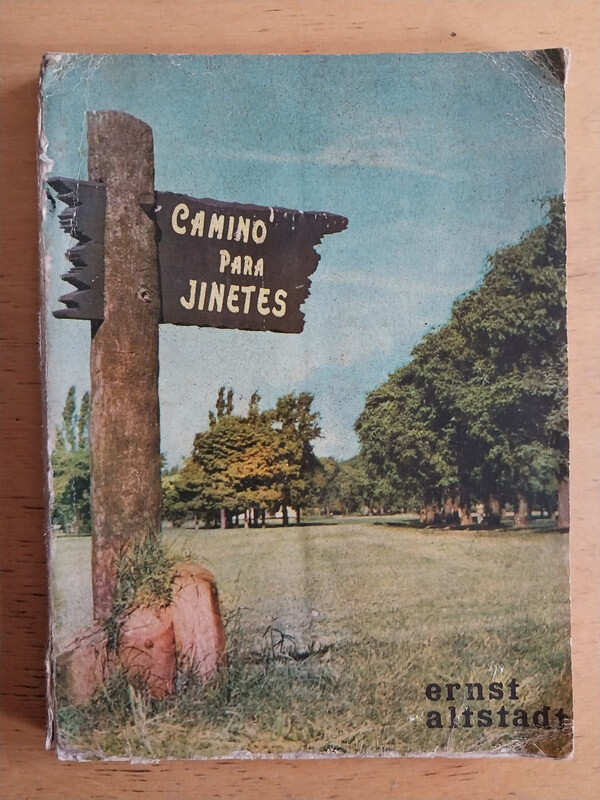 CAMINO
PARA
JINETES
ernst
altstadt